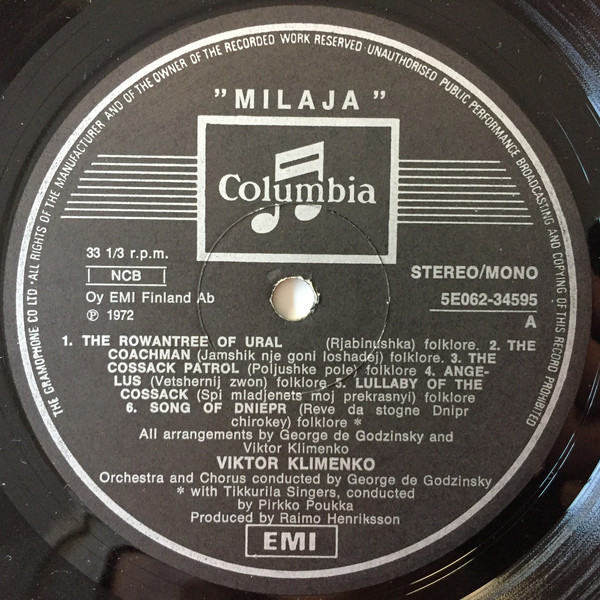 THE GRAMOPHONE CO LTD · ALL RIGHTS OF THE MANUFACTURER AND OF THE OWNER OF THE RECORDED WORK RESERVED · UNAUTHORISED PUBLIC PERFORMANCE BROADCASTING AND COPYING OF THIS RECORD PROHIBITED
"MILAJA"
Columbia
33 1/3 r.p.m.
NCB
Oy EMI Finland Ab
℗ 1972
STEREO/MONO
5E062-34595
A
1. THE ROWANTREE OF URAL (Rjabinushka) folklore. 2. THE
COACHMAN (Jamshik nje goni loshadej) folklore. 3. THE
COSSACK PATROL (Poljushke pole) folklore 4. ANGE-
LUS (Vetshernij zwon) folklore 5. LULLABY OF THE
COSSACK (Spi mladjenets moj prekrasnyi) folklore
6. SONG OF DNIEPR (Reve da stogne Dnipr
chirokey) folklore *
All arrangements by George de Godzinsky and
Viktor Klimenko
VIKTOR KLIMENKO
Orchestra and Chorus conducted by George de Godzinsky
* with Tikkurila Singers, conducted
by Pirkko Poukka
Produced by Raimo Henriksson
EMI